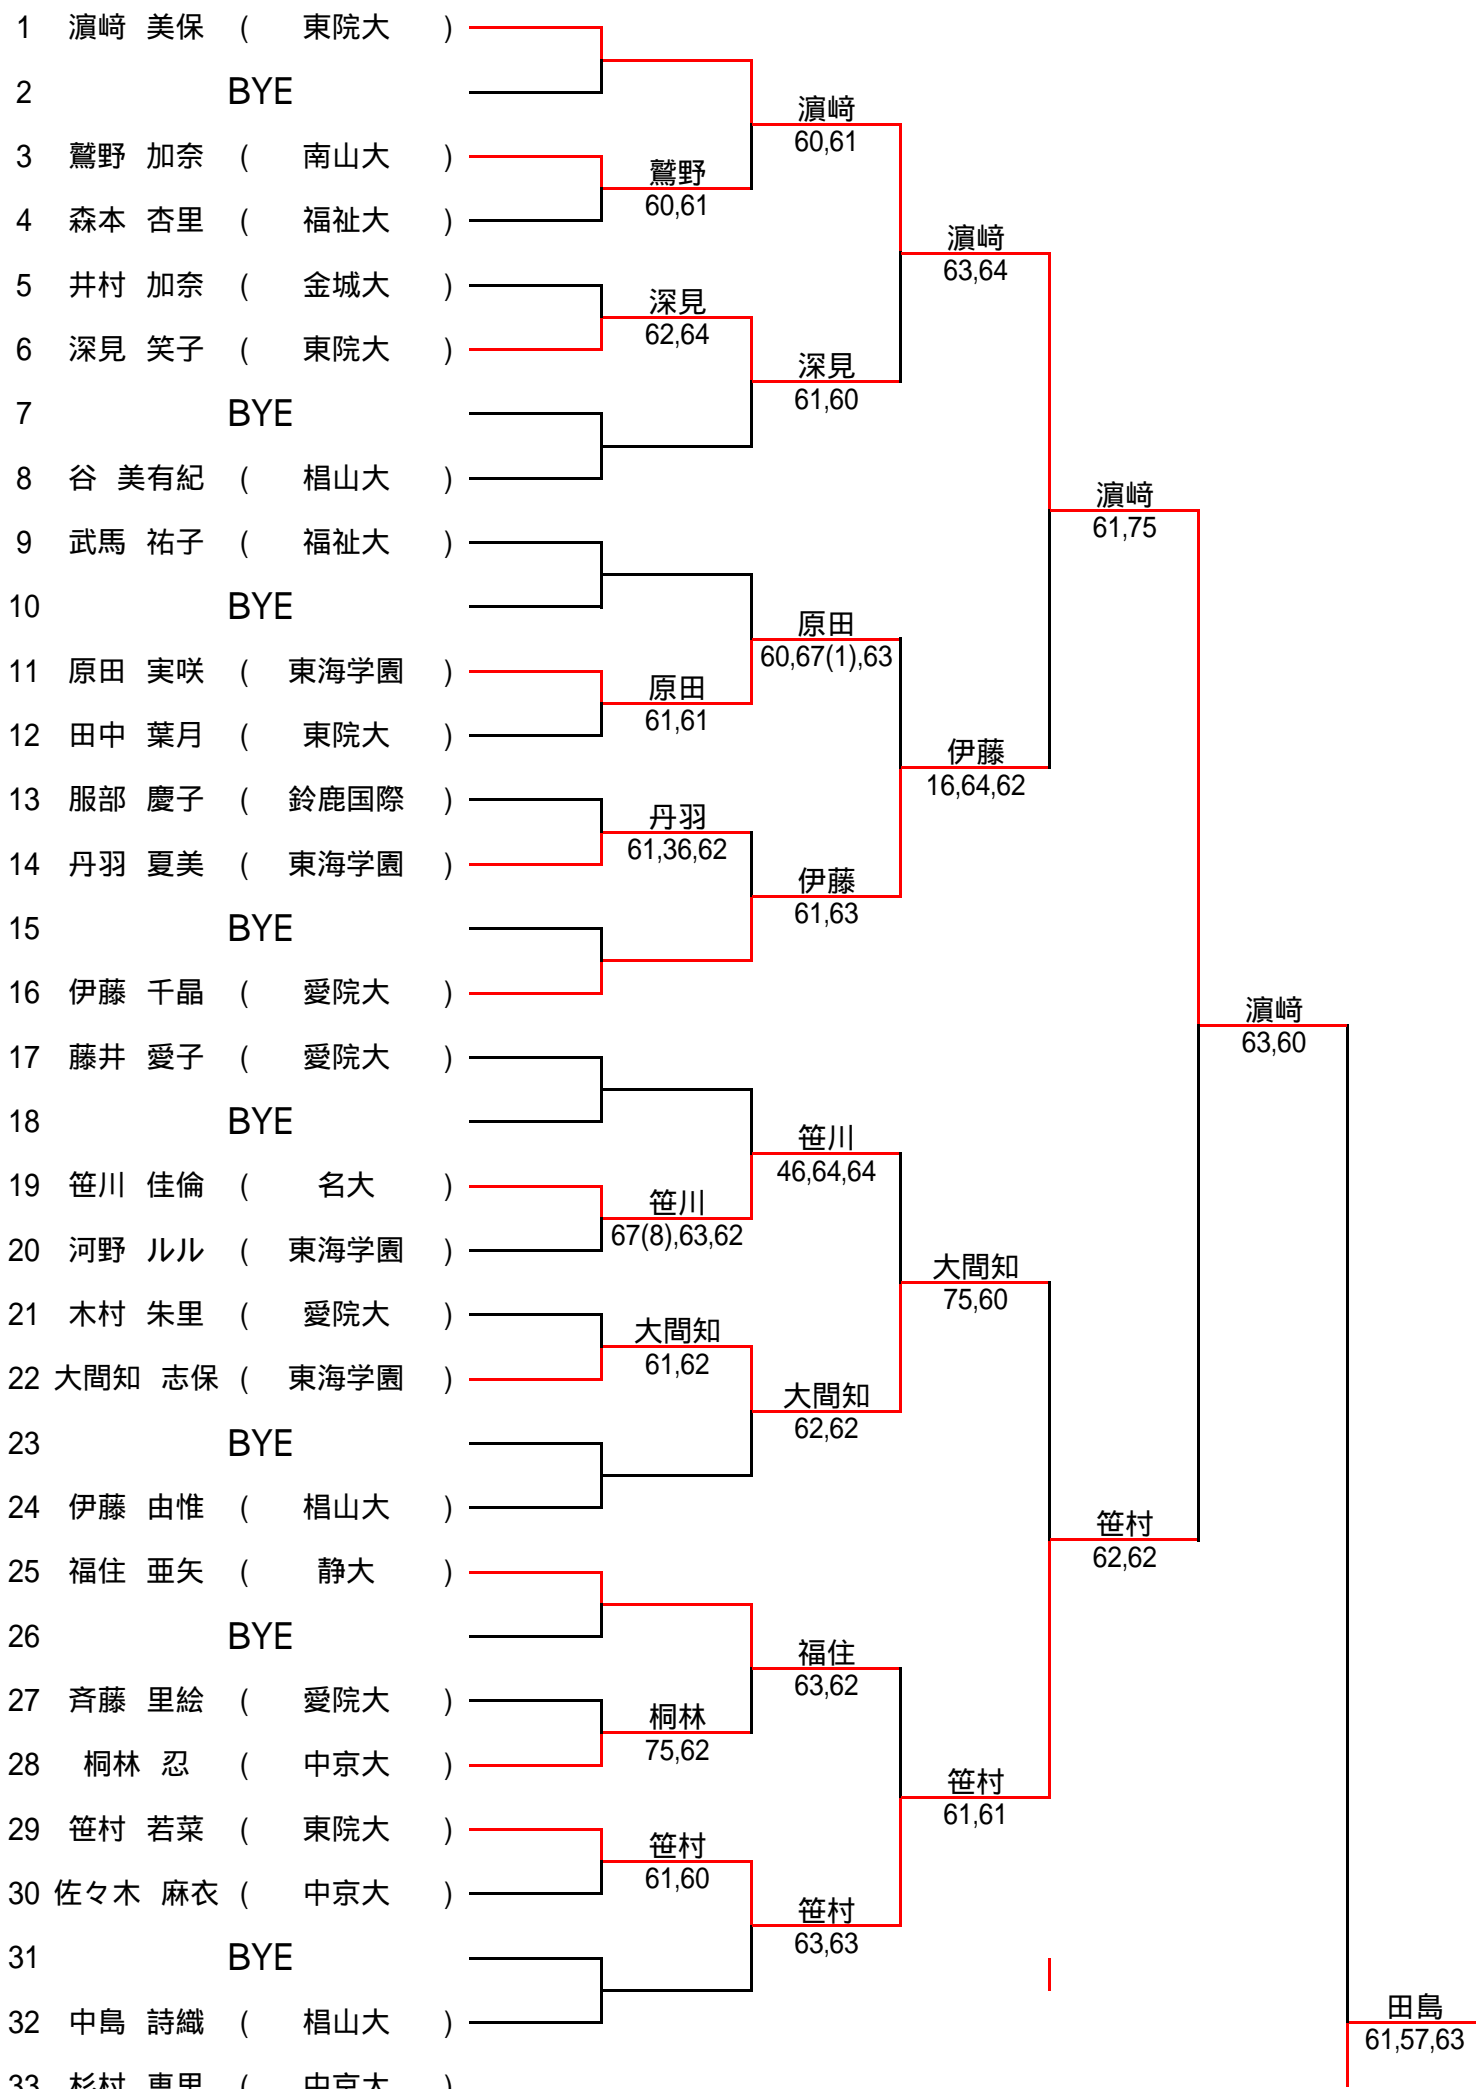 1 濵﨑 美保 ( 東院大 )
2 BYE
濵﨑
60,61
3 鷲野 加奈 ( 南山大 )
鷲野
60,61
4 森本 杏里 ( 福祉大 )
濵﨑
63,64
5 井村 加奈 ( 金城大 )
深見
62,64
6 深見 笑子 ( 東院大 )
深見
61,60
7 BYE
8 谷 美有紀 ( 椙山大 )
濵﨑
61,75
9 武馬 祐子 ( 福祉大 )
10 BYE
原田
60,67(1),63
11 原田 実咲 ( 東海学園 )
原田
61,61
12 田中 葉月 ( 東院大 )
伊藤
16,64,62
13 服部 慶子 ( 鈴鹿国際 )
丹羽
61,36,62
14 丹羽 夏美 ( 東海学園 )
伊藤
61,63
15 BYE
16 伊藤 千晶 ( 愛院大 )
濵﨑
63,60
17 藤井 愛子 ( 愛院大 )
18 BYE
笹川
46,64,64
19 笹川 佳倫 ( 名大 )
笹川
67(8),63,62
20 河野 ルル ( 東海学園 )
大間知
75,60
21 木村 朱里 ( 愛院大 )
大間知
61,62
22 大間知 志保 ( 東海学園 )
大間知
62,62
23 BYE
24 伊藤 由惟 ( 椙山大 )
笹村
62,62
25 福住 亜矢 ( 静大 )
26 BYE
福住
63,62
27 斉藤 里絵 ( 愛院大 )
桐林
75,62
28 桐林 忍 ( 中京大 )
笹村
61,61
29 笹村 若菜 ( 東院大 )
笹村
61,60
30 佐々木 麻衣 ( 中京大 )
笹村
63,63
31 BYE
32 中島 詩織 ( 椙山大 )
田島
61,57,63
33 杉村 恵里 ( 中京大 )